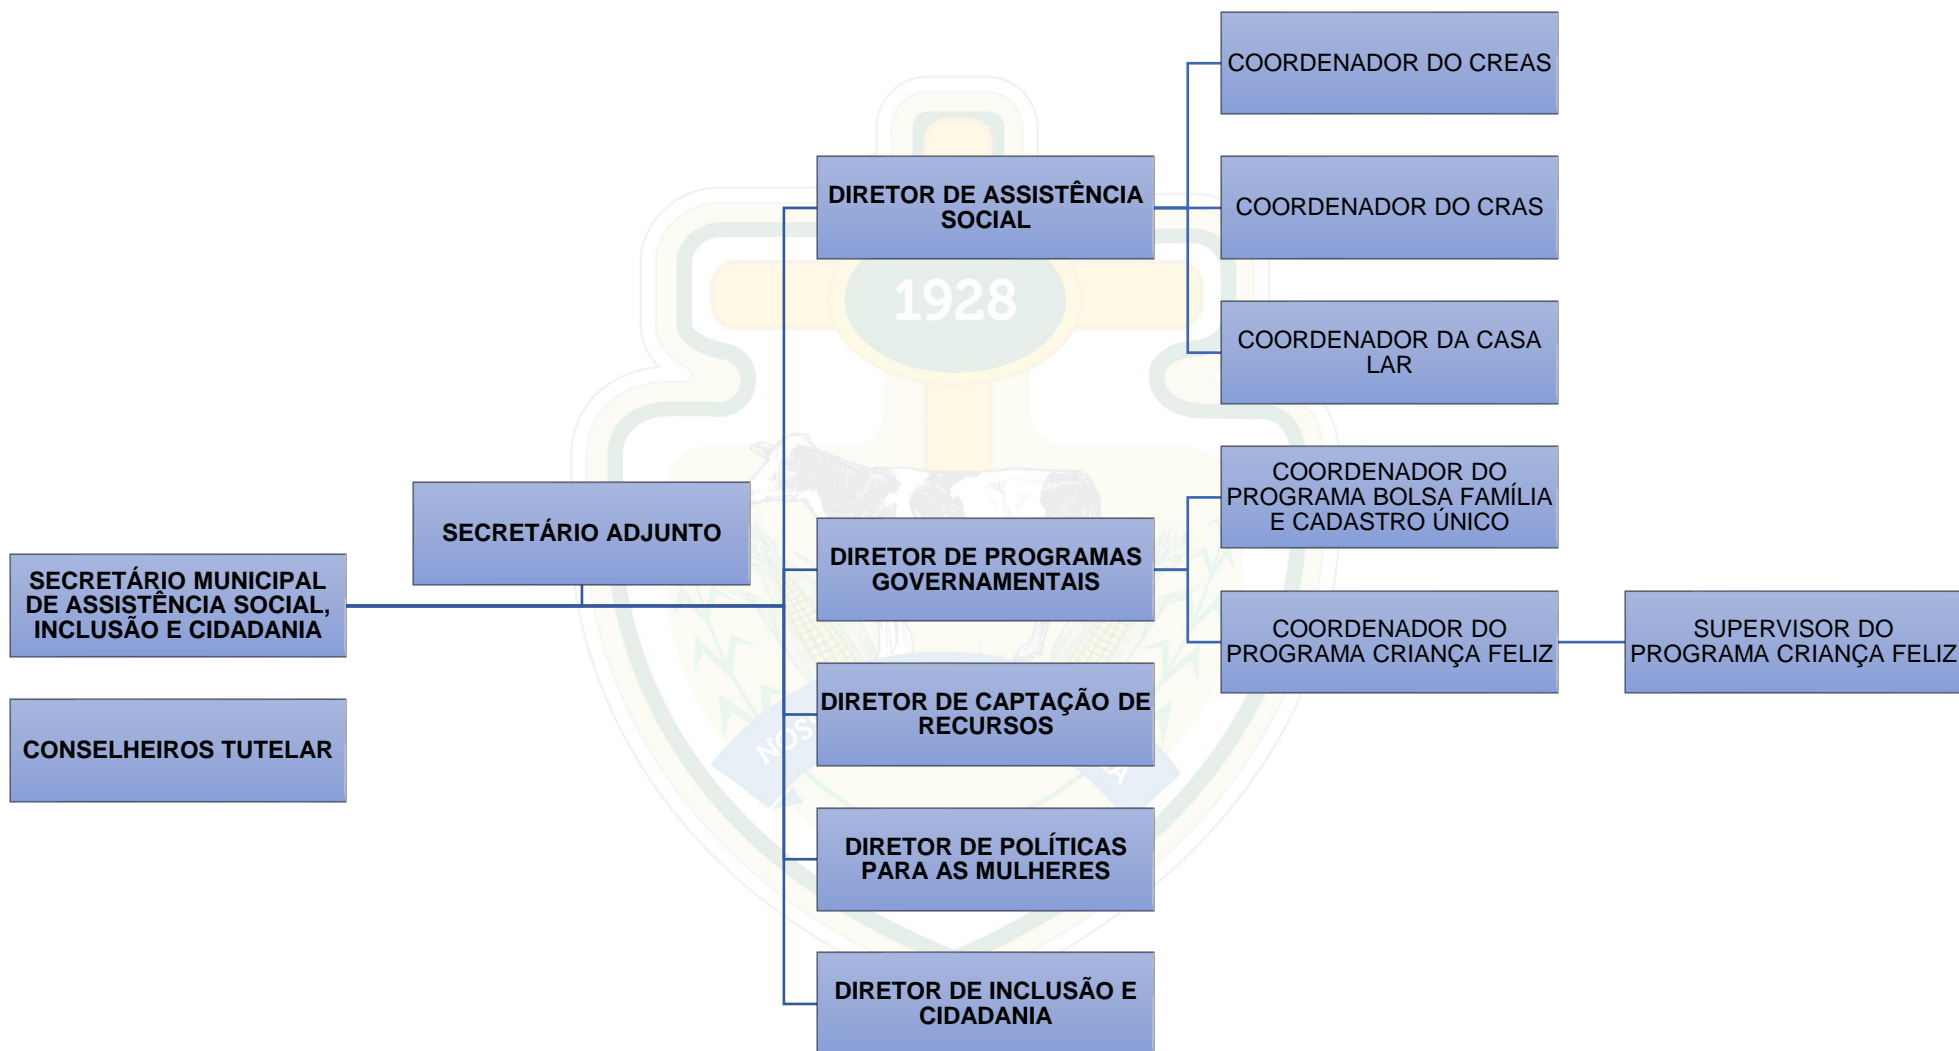 SECRETÁRIO MUNICIPAL
DE ASSISTÊNCIA SOCIAL,
INCLUSÃO E CIDADANIA
CONSELHEIROS TUTELAR
SECRETÁRIO ADJUNTO
DIRETOR DE ASSISTÊNCIA
SOCIAL
COORDENADOR DO CREAS
COORDENADOR DO CRAS
COORDENADOR DA CASA
LAR
DIRETOR DE PROGRAMAS
GOVERNAMENTAIS
COORDENADOR DO
PROGRAMA BOLSA FAMÍLIA
E CADASTRO ÚNICO
COORDENADOR DO
PROGRAMA CRIANÇA FELIZ
SUPERVISOR DO
PROGRAMA CRIANÇA FELIZ
DIRETOR DE CAPTAÇÃO DE
RECURSOS
DIRETOR DE POLÍTICAS
PARA AS MULHERES
DIRETOR DE INCLUSÃO E
CIDADANIA
1928